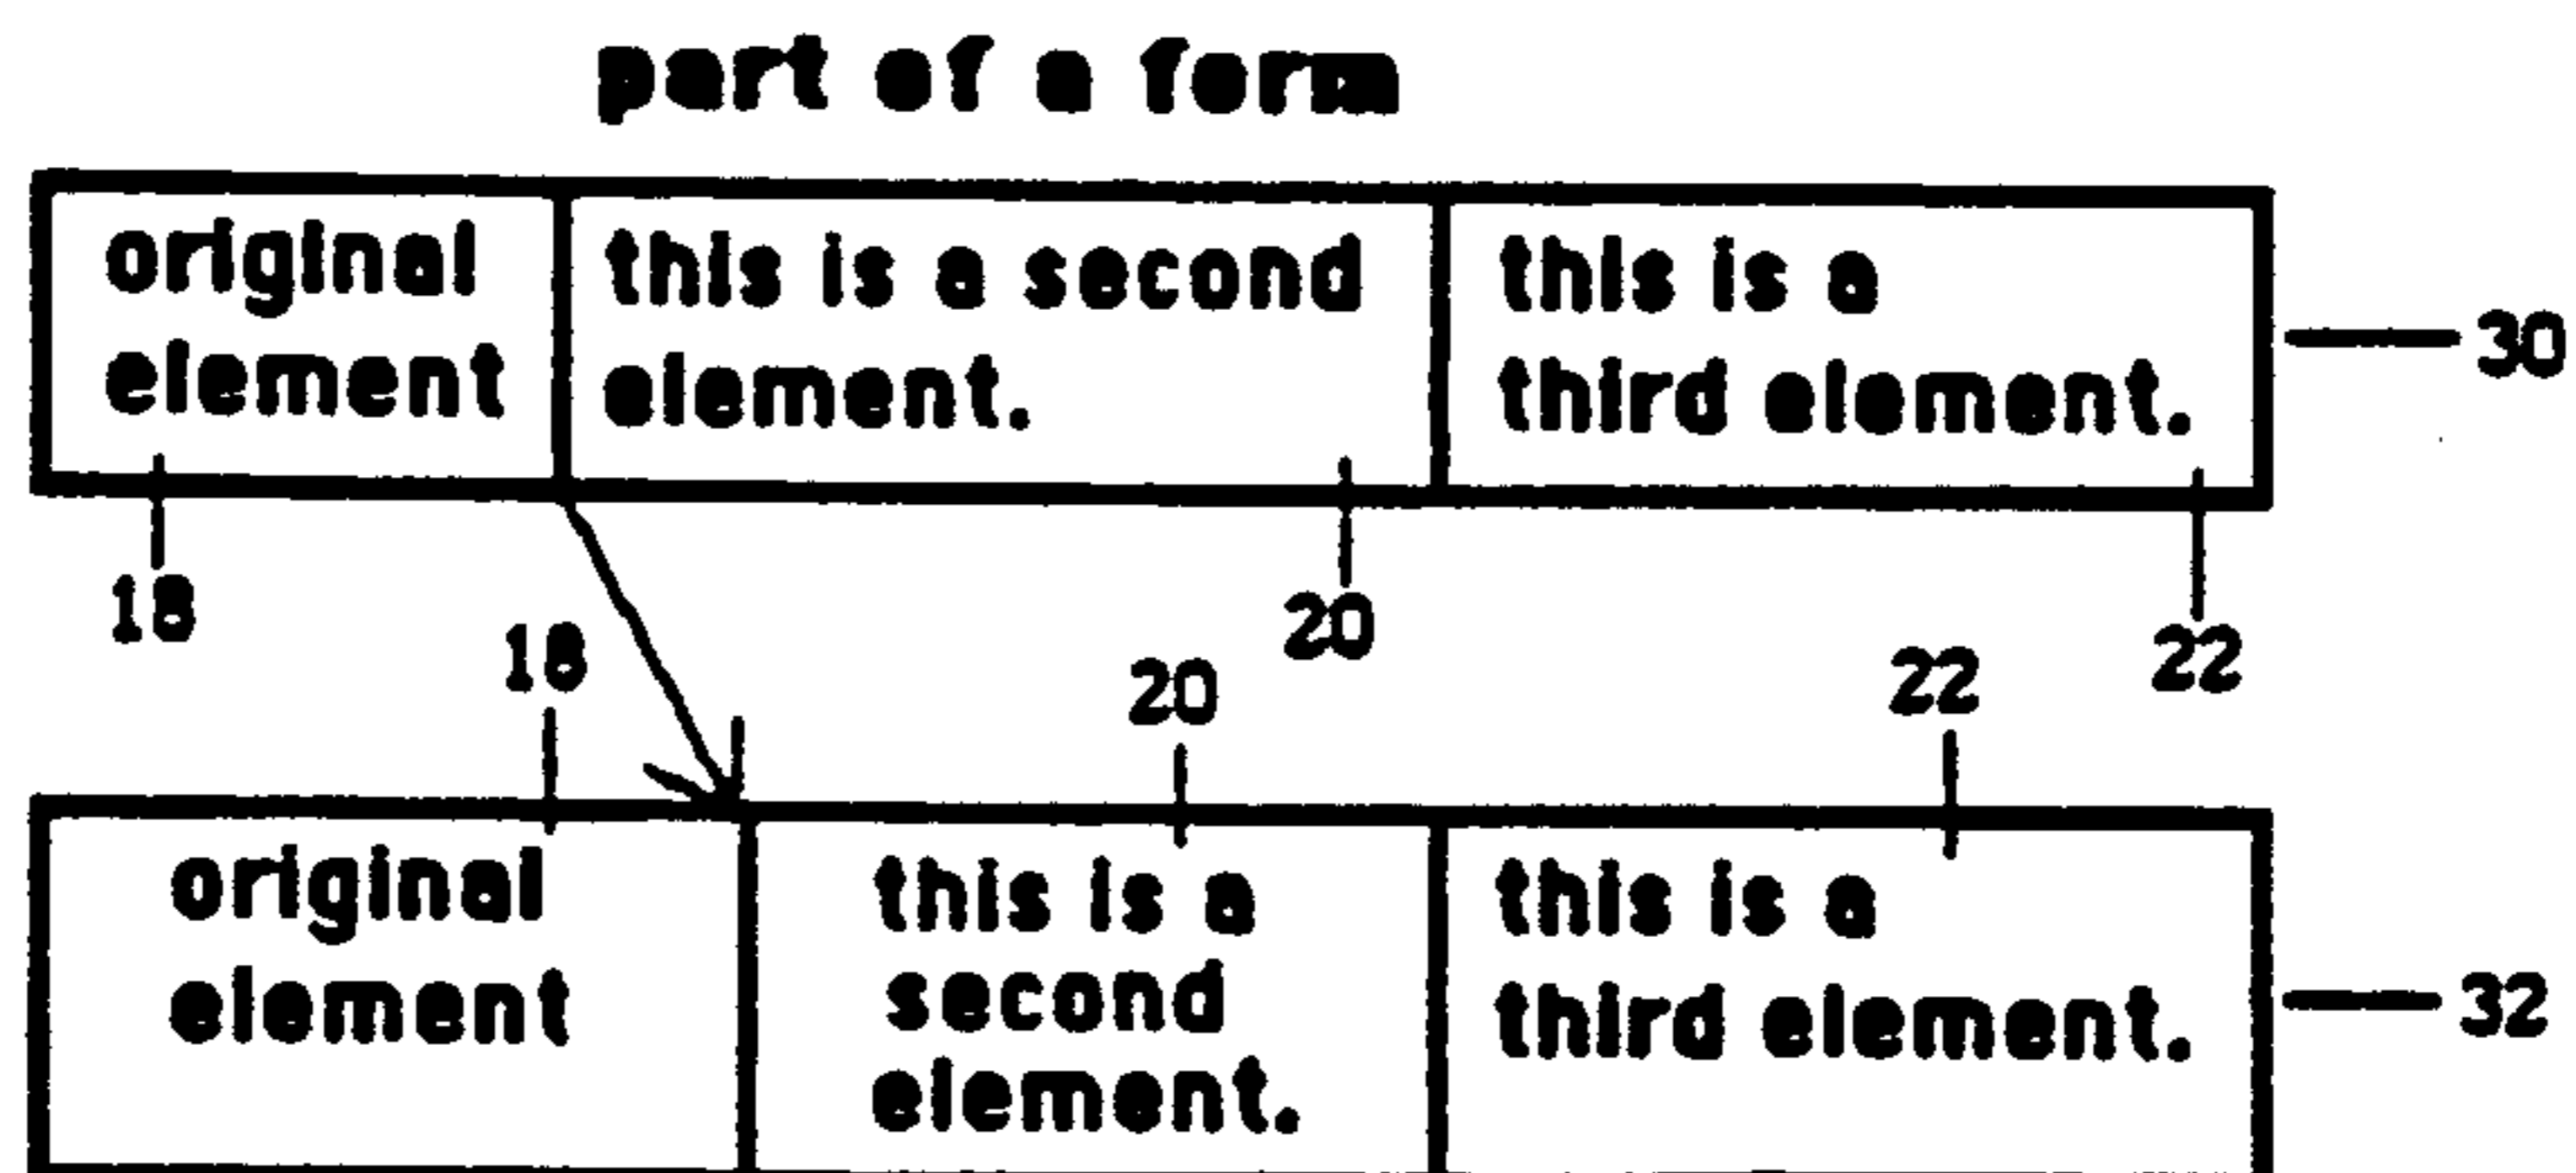 part of a form
original
element
this is a second
element.
this is a
third element.
30
18
20
22
18
20
22
original
element
this is a
second
element.
this is a
third element.
32